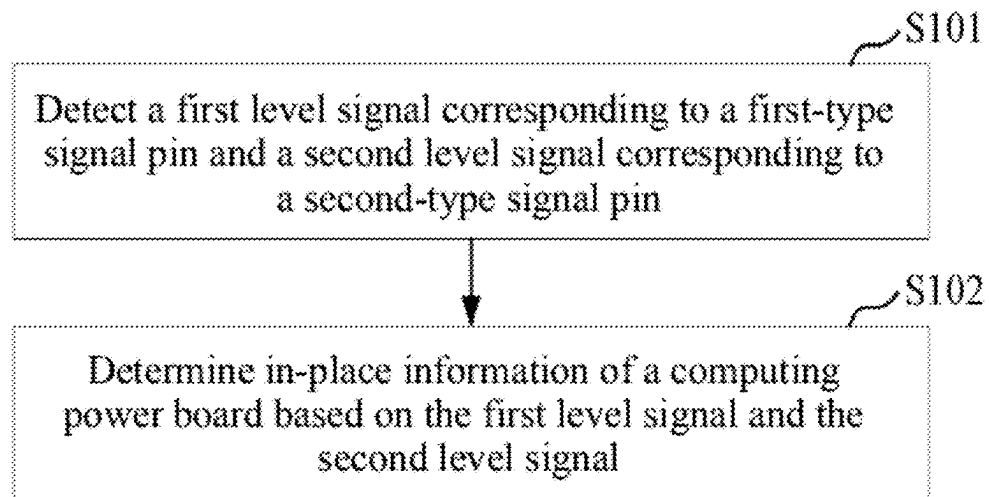 S101
Detect a first level signal corresponding to a first-type
signal pin and a second level signal corresponding to
a second-type signal pin
S102
Determine in-place information of a computing
power board based on the first level signal and the
second level signal